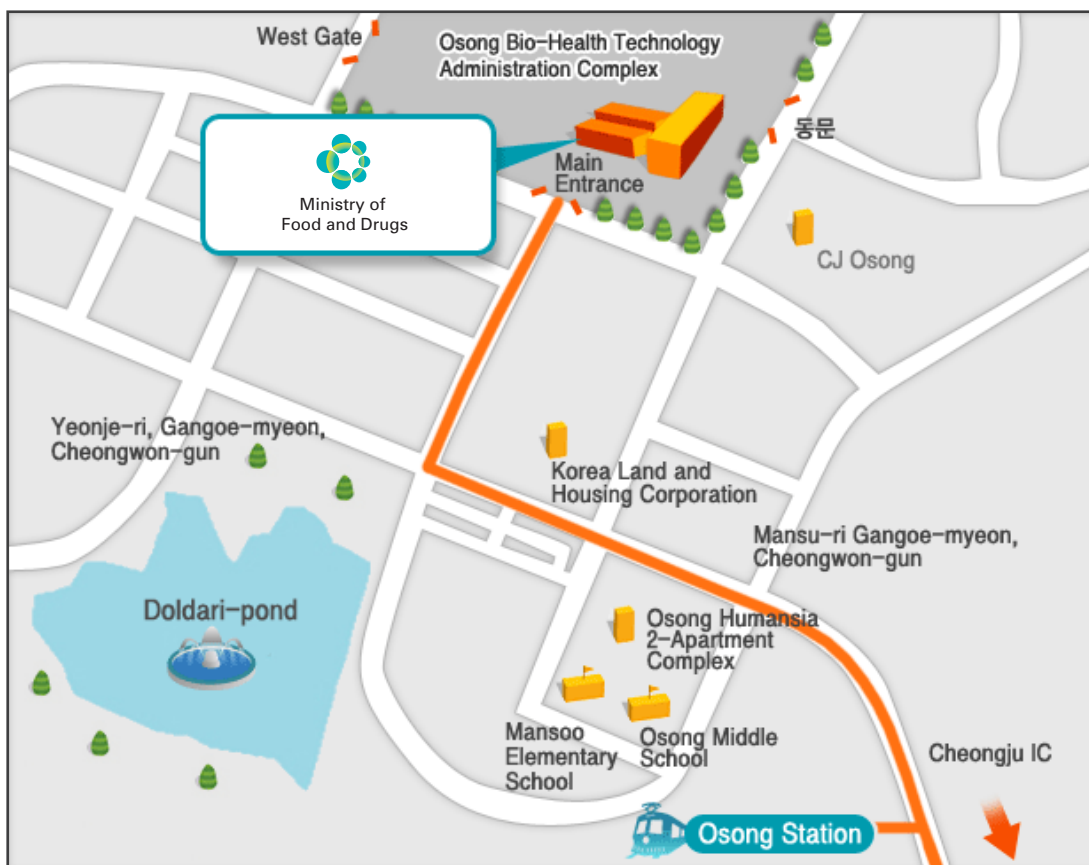 West Gate
Osong Bio-Health Technology
Administration Complex
동문
Main
Entrance
Ministry of
Food and Drugs
CJ Osong
Yeonje-ri, Gangoe-myeon,
Cheongwon-gun
Korea Land and
Housing Corporation
Mansu-ri Gangoe-myeon,
Cheongwon-gun
Doldari-pond
Osong Humansia
2-Apartment
Complex
Mansoo
Elementary
School
Osong Middle
School
Cheongju IC
Osong Station